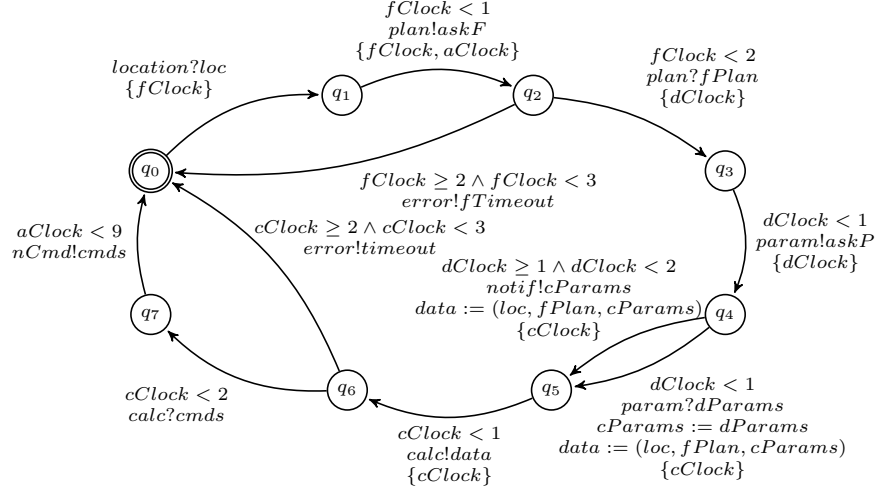 fClock < 1
plan!askF
{fClock, aClock}
location?loc
{fClock}
fClock < 2
plan?fPlan
{dClock}
q₁
q₂
q₀
q₃
fClock ≥ 2 ∧ fClock < 3
error!fTimeout
aClock < 9
nCmd!cmds
cClock ≥ 2 ∧ cClock < 3
error!timeout
dClock < 1
param!askP
{dClock}
dClock ≥ 1 ∧ dClock < 2
notif!cParams
data := (loc, fPlan, cParams)
{cClock}
q₇
q₄
q₆
q₅
cClock < 2
calc?cmds
dClock < 1
param?dParams
cParams := dParams
data := (loc, fPlan, cParams)
{cClock}
cClock < 1
calc!data
{cClock}